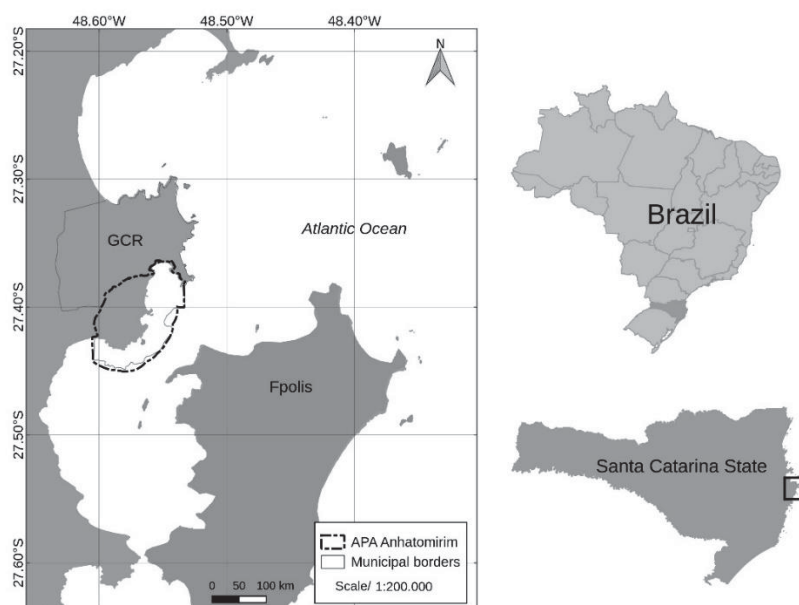 48.60°W 48.50°W 48.40°W
27.20°S
N
27.30°S
GCR
Atlantic Ocean
27.40°S
Fpolis
27.50°S
APA Anhatomirim
Municipal borders
27.60°S
0 50 100 km
Scale/ 1:200.000
Brazil
Santa Catarina State